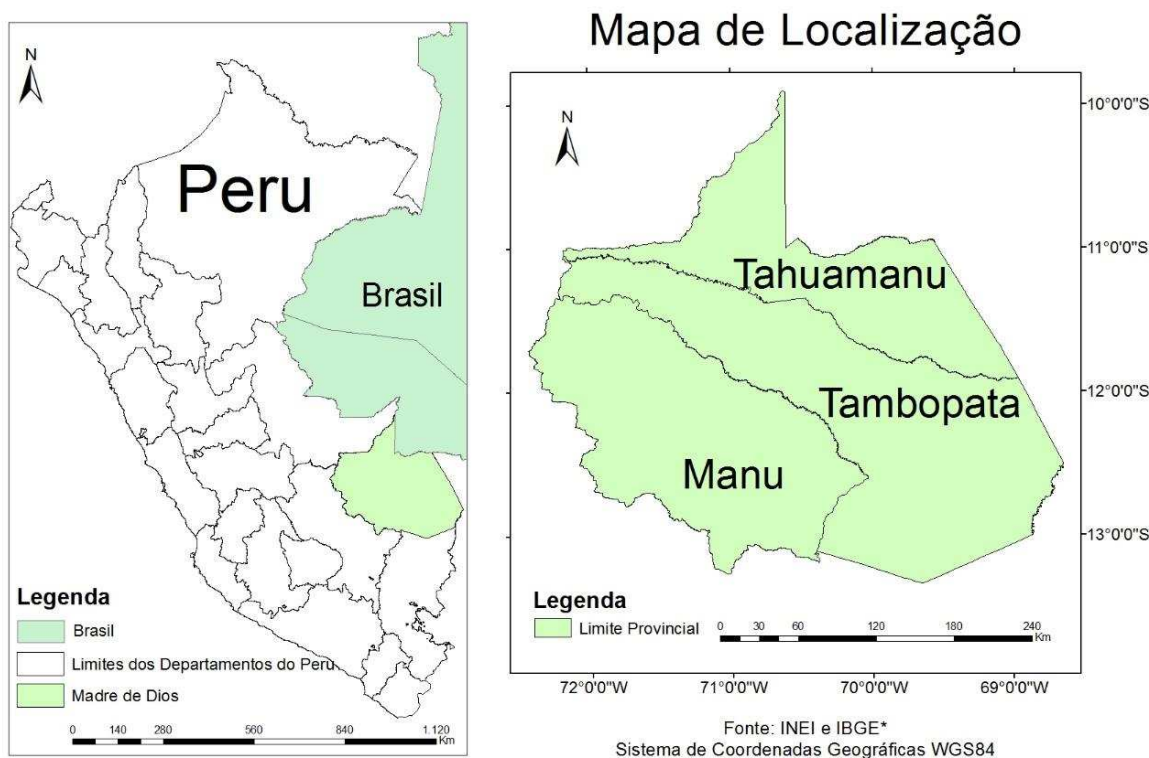 Mapa de Localização
N
Peru
Brasil
Legenda
Brasil
Limites dos Departamentos do Peru
Madre de Dios
0 140 280 560 840 1.120
Km
N
Tahuamanu
Tambopata
Manu
10°0'0"S
11°0'0"S
12°0'0"S
13°0'0"S
Legenda
Limite Provincial
0 30 60 120 180 240
Km
72°0'0"W 71°0'0"W 70°0'0"W 69°0'0"W
Fonte: INEI e IBGE*
Sistema de Coordenadas Geográficas WGS84